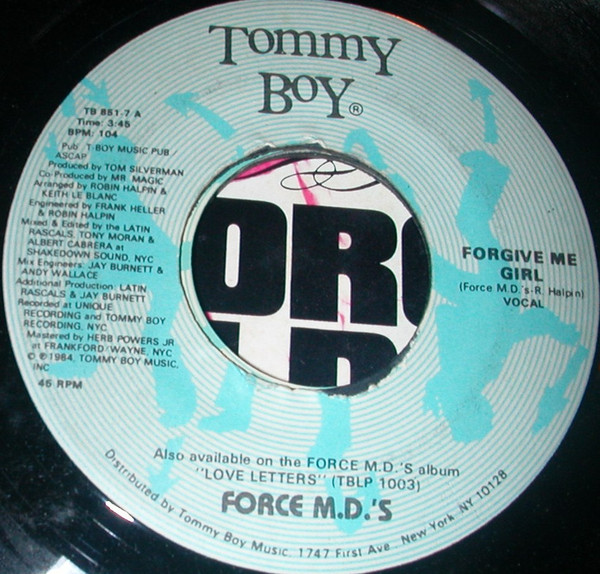 TOMMY
BOY®
TB 851-7 A
Time: 3:45
BPM: 104
Pub. T BOY MUSIC PUB /
ASCAP
Produced by TOM SILVERMAN
Co Produced by MR. MAGIC
Arranged by ROBIN HALPIN &
KEITH LE BLANC
Engineered by FRANK HELLER
& ROBIN HALPIN
Mixed & Edited by the LATIN
RASCALS, TONY MORAN &
ALBERT CABRERA at
SHAKEDOWN SOUND, NYC
Mix Engineers: JAY BURNETT &
ANDY WALLACE
Additional Production: LATIN
RASCALS & JAY BURNETT
Recorded at UNIQUE
RECORDING and TOMMY BOY
RECORDING, NYC
Mastered by HERB POWERS JR
at FRANKFORD/WAYNE, NYC
© ℗ 1984, TOMMY BOY MUSIC,
INC
45 RPM
FORGIVE ME
GIRL
(Force M.D.'s-R. Halpin)
VOCAL
Also available on the FORCE M.D.'S album
"LOVE LETTERS" (TBLP 1003)
FORCE M.D.'S
Distributed by Tommy Boy Music, 1747 First Ave. New York, NY 10128